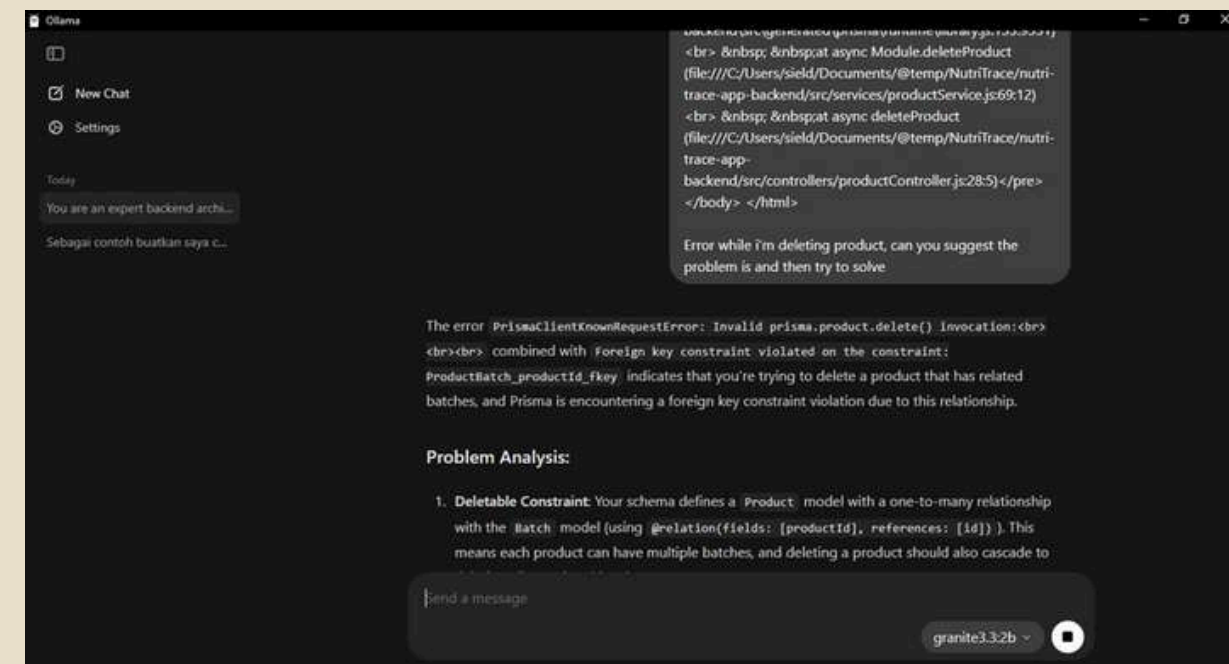 Ollama
New Chat
Settings
Today
You are an expert backend archi...
Sebagai contoh buatkan saya c...
<br> &nbsp; &nbsp;at async Module.deleteProduct
(file:///C:/Users/sield/Documents/@temp/NutriTrace/nutri-
trace-app-backend/src/services/productService.js:69:12)
<br> &nbsp; &nbsp;at async deleteProduct
(file:///C:/Users/sield/Documents/@temp/NutriTrace/nutri-
trace-app-
backend/src/controllers/productController.js:28:5)</pre>
</body> </html>
Error while i'm deleting product, can you suggest the
problem is and then try to solve
The error PrismaClientKnownRequestError: Invalid prisma.product.delete() invocation:<br>
<br><br> combined with Foreign key constraint violated on the constraint:
ProductBatch_productId_fkey indicates that you're trying to delete a product that has related
batches, and Prisma is encountering a foreign key constraint violation due to this relationship.
Problem Analysis:
1. Deletable Constraint: Your schema defines a Product model with a one-to-many relationship
with the Batch model (using @relation(fields: [productId], references: [id]) ). This
means each product can have multiple batches, and deleting a product should also cascade to
Send a message
granite3.3:2b